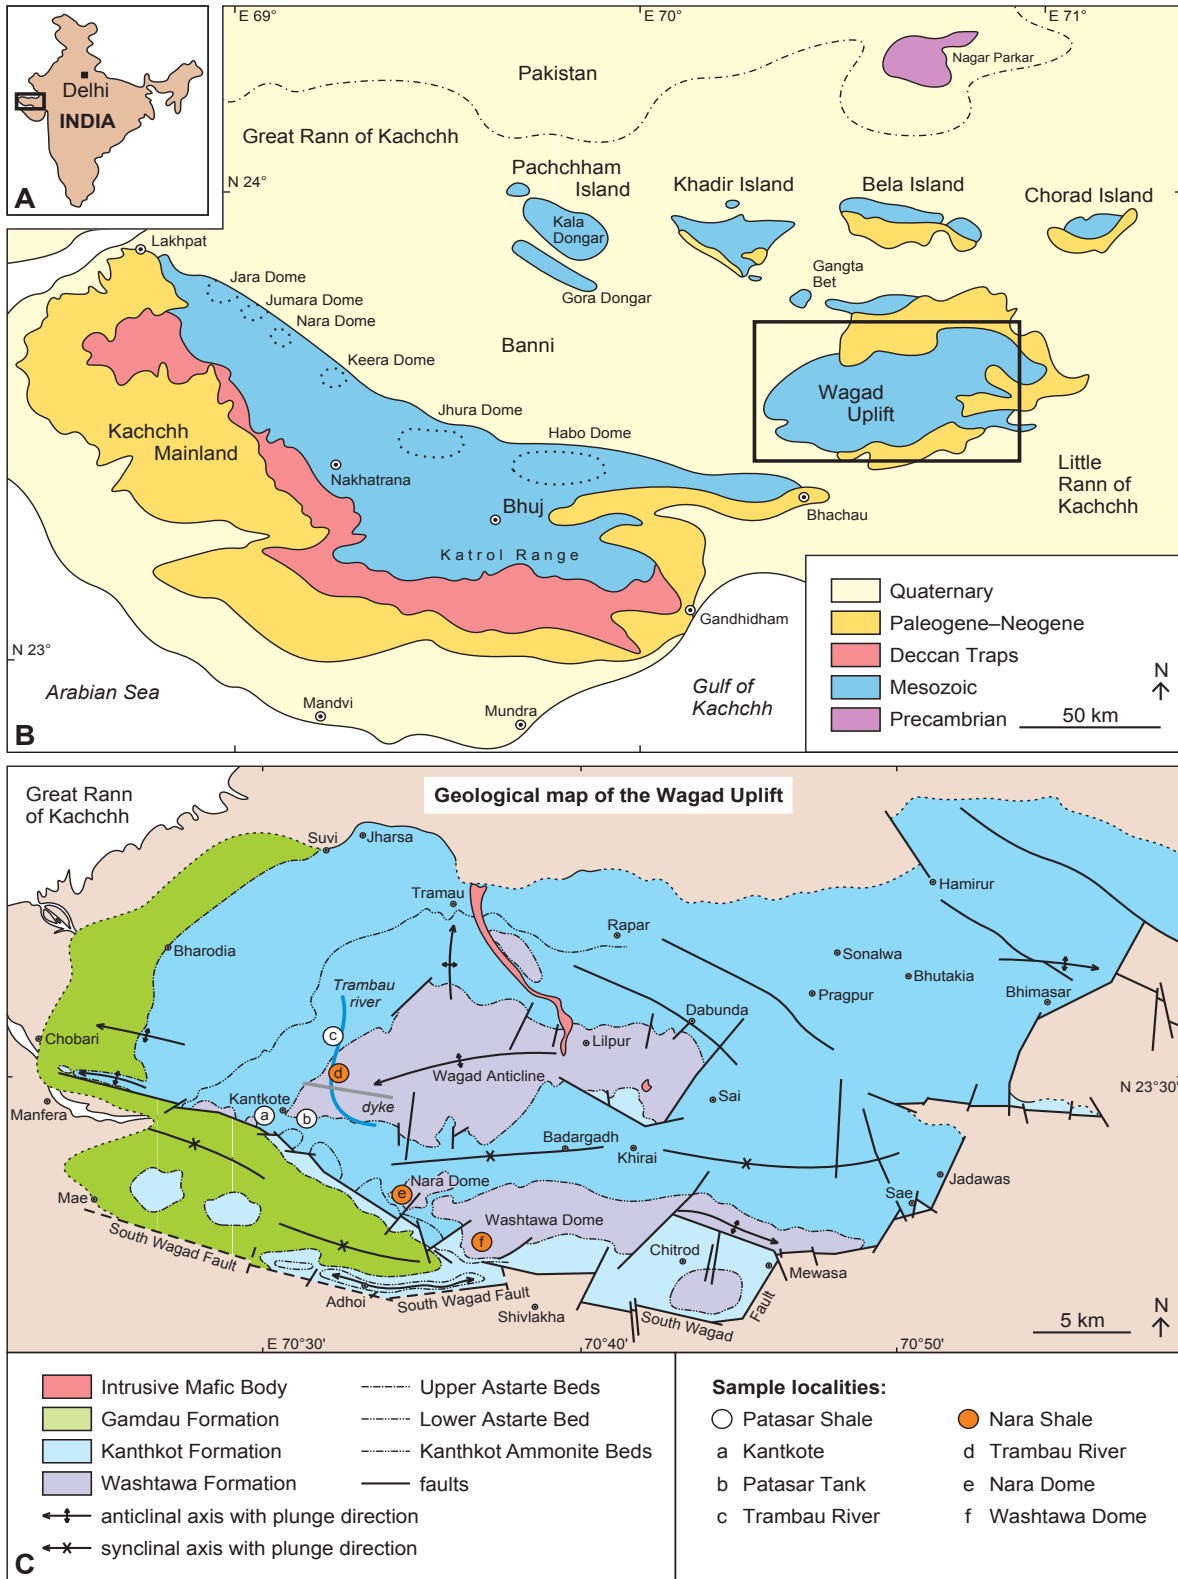 E 69°
E 70°
E 71°
Delhi
INDIA
A
Pakistan
Nagar Parkar
Great Rann of Kachchh
N 24°
Pachchham
Island
Khadir Island
Bela Island
Chorad Island
Kala
Dongar
Gora Dongar
Gangta
Bet
Lakhpat
Jara Dome
Jumara Dome
Nara Dome
Keera Dome
Banni
Jhura Dome
Habo Dome
Wagad
Uplift
Kachchh
Mainland
Nakhatrana
Bhuj
Bhachau
Little
Rann of
Kachchh
Katrol Range
Gandhidham
N 23°
Arabian Sea
Mandvi
Mundra
Gulf of
Kachchh
Quaternary
Paleogene–Neogene
Deccan Traps
Mesozoic
Precambrian
N
50 km
B
Great Rann
of Kachchh
Geological map of the Wagad Uplift
Suvi
Jharsa
Hamirur
Tramau
Rapar
Bharodia
Sonalwa
Bhutakia
Trambau
river
Pragpur
Bhimasar
Dabunda
c
Chobari
Lilpur
d
Wagad Anticline
N 23°30'
Manfera
Kantkote
dyke
Sai
a
b
Badargadh
Khirai
Nara Dome
e
Jadawas
Mae
Sae
Washtawa Dome
f
South Wagad Fault
Chitrod
Mewasa
Adhoi
South Wagad Fault
Shivlakha
South Wagad
Fault
N
5 km
E 70°30'
70°40'
70°50'
Intrusive Mafic Body
Gamdau Formation
Kanthkot Formation
Washtawa Formation
anticlinal axis with plunge direction
synclinal axis with plunge direction
Upper Astarte Beds
Lower Astarte Bed
Kanthkot Ammonite Beds
faults
Sample localities:
Patasar Shale
a Kantkote
b Patasar Tank
c Trambau River
Nara Shale
d Trambau River
e Nara Dome
f Washtawa Dome
C